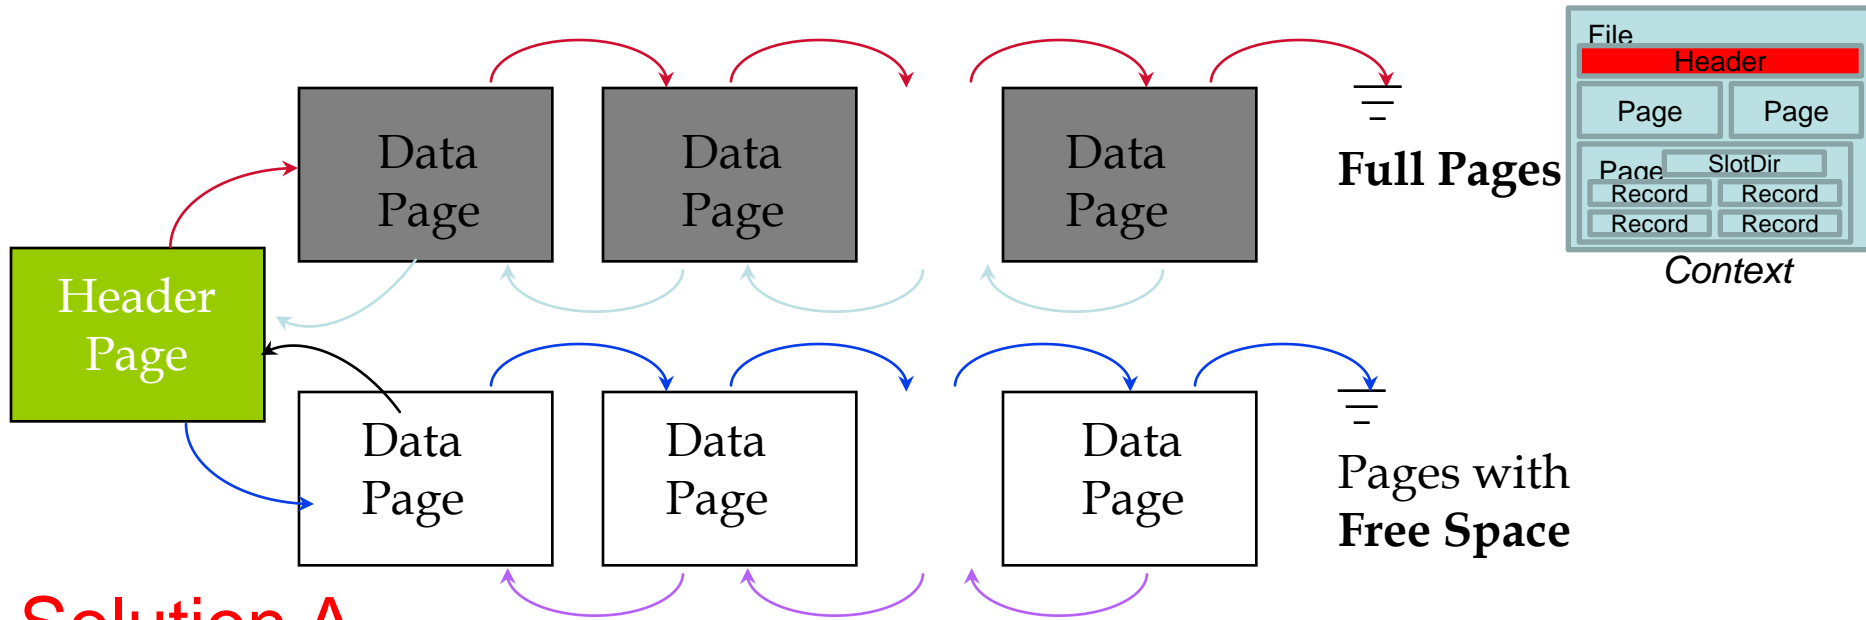 Data
Page
Data
Page
Data
Page
Full Pages
Header
Page
Data
Page
Data
Page
Data
Page
Pages with
Free Space
File
Header
Page
Page
Page
SlotDir
Record
Record
Record
Record
Context
Solution A